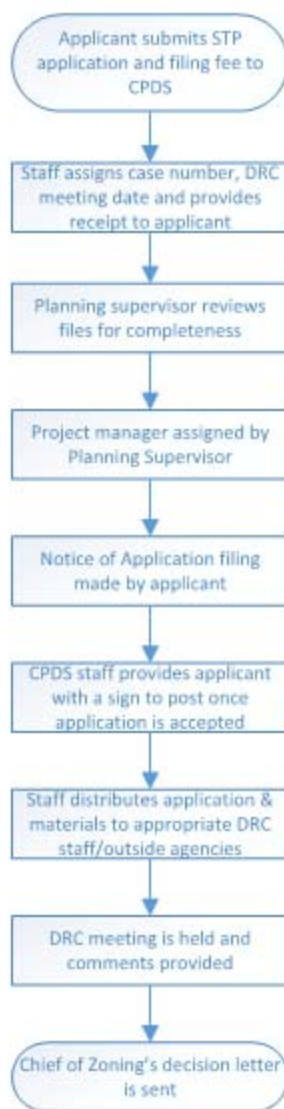 Applicant submits STP
application and filing fee to
CPDS
Staff assigns case number, DRC
meeting date and provides
receipt to applicant
Planning supervisor reviews
files for completeness
Project manager assigned by
Planning Supervisor
Notice of Application filing
made by applicant
CPDS staff provides applicant
with a sign to post once
application is accepted
Staff distributes application &
materials to appropriate DRC
staff/outside agencies
DRC meeting is held and
comments provided
Chief of Zoning's decision letter
is sent